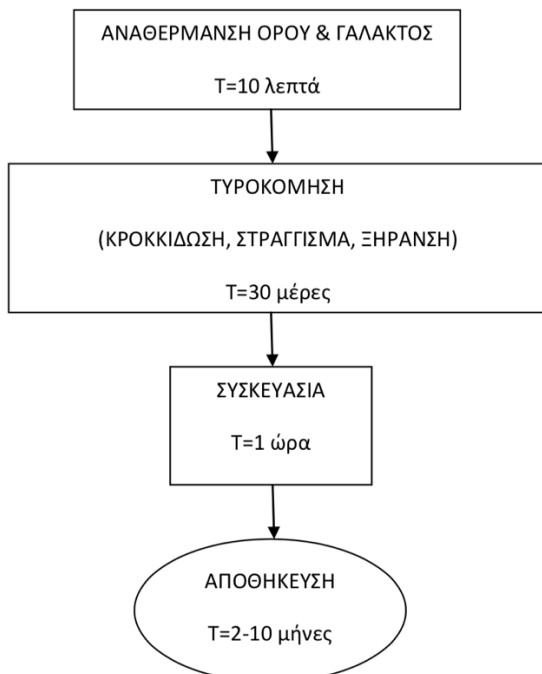 ΑΝΑΘΕΡΜΑΝΣΗ ΟΡΟΥ & ΓΑΛΑΚΤΟΣ
Τ=10 λεπτά
ΤΥΡΟΚΟΜΗΣΗ
(ΚΡΟΚΚΙΔΩΣΗ, ΣΤΡΑΓΓΙΣΜΑ, ΞΗΡΑΝΣΗ)
Τ=30 μέρες
ΣΥΣΚΕΥΑΣΙΑ
Τ=1 ώρα
ΑΠΟΘΗΚΕΥΣΗ
Τ=2-10 μήνες